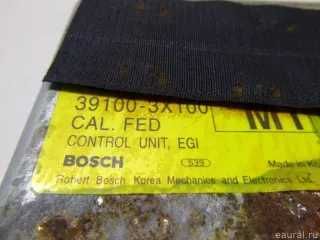 39100-3X100
CAL. FED
M1
CONTROL UNIT, EGI
BOSCH 539 Made in Ko
Robert Bosch Korea Mechanics and Electronics Ltd.
© eaural.ru